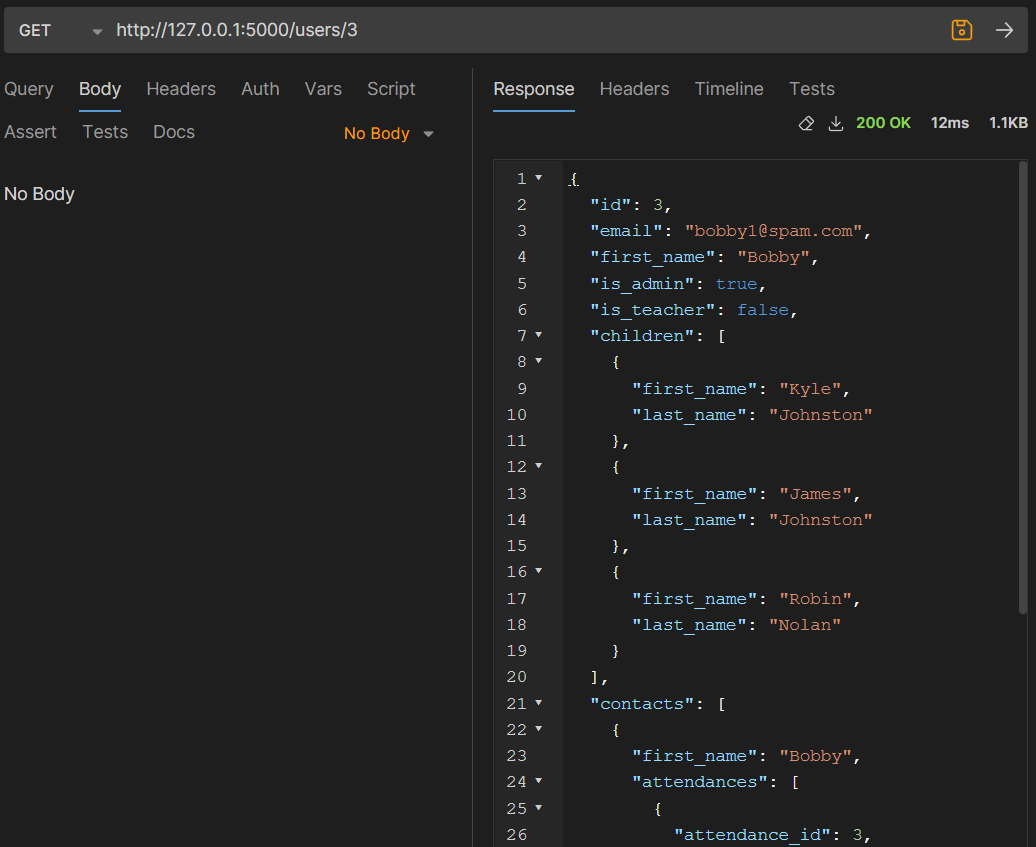 GET http://127.0.0.1:5000/users/3
Query Body Headers Auth Vars Script
Assert Tests Docs No Body
No Body
Response Headers Timeline Tests
200 OK 12ms 1.1KB
1 {
2 "id": 3,
3 "email": "bobby1@spam.com",
4 "first_name": "Bobby",
5 "is_admin": true,
6 "is_teacher": false,
7 "children": [
8 {
9 "first_name": "Kyle",
10 "last_name": "Johnston"
11 },
12 {
13 "first_name": "James",
14 "last_name": "Johnston"
15 },
16 {
17 "first_name": "Robin",
18 "last_name": "Nolan"
19 }
20 ],
21 "contacts": [
22 {
23 "first_name": "Bobby",
24 "attendances": [
25 {
26 "attendance_id": 3,